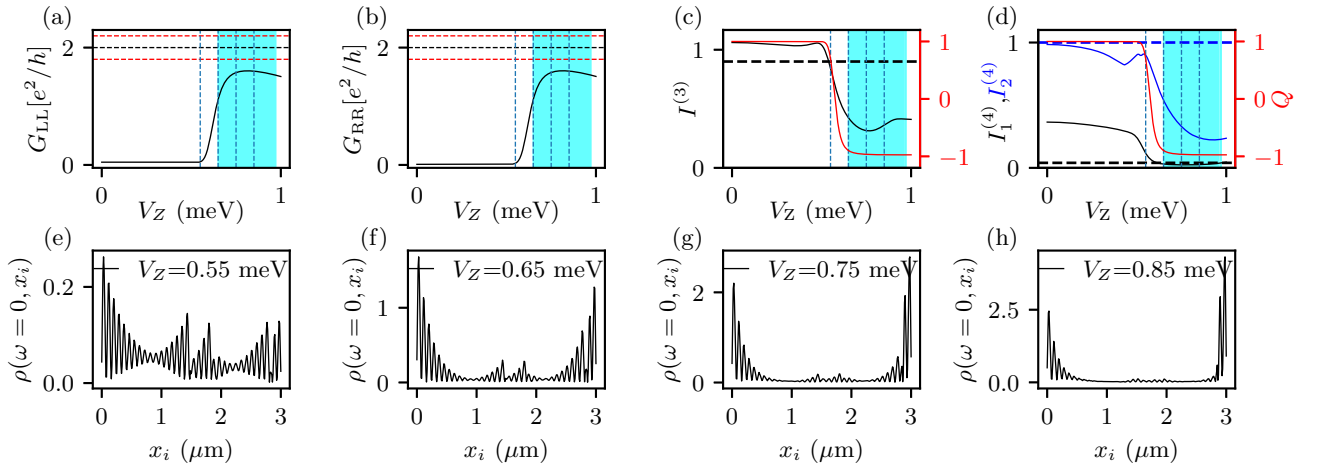 (a)
G_LL[e²/h]
2
0
0
1
V_Z (meV)
(b)
G_RR[e²/h]
2
0
0
1
V_Z (meV)
(c)
I^(3)
1
0
1
0
−1
0
1
V_Z (meV)
(d)
I_1^(4), I_2^(4)
1
0
1
0
−1
Q
0
1
V_Z (meV)
(e)
ρ(ω = 0, x_i)
0.2
0.0
V_Z=0.55 meV
0 1 2 3
x_i (μm)
(f)
ρ(ω = 0, x_i)
1
0
V_Z=0.65 meV
0 1 2 3
x_i (μm)
(g)
ρ(ω = 0, x_i)
2
0
V_Z=0.75 meV
0 1 2 3
x_i (μm)
(h)
ρ(ω = 0, x_i)
2.5
0.0
V_Z=0.85 meV
0 1 2 3
x_i (μm)